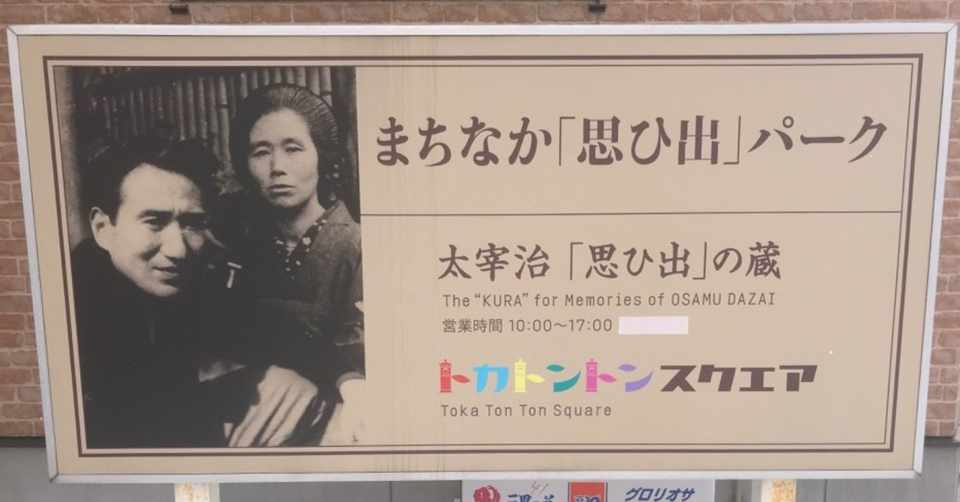 まちなか「思ひ出」パーク
太宰治「思ひ出」の蔵
The “KURA” for Memories of OSAMU DAZAI
営業時間 10:00～17:00
トカトントンスクエア
Toka Ton Ton Square
グロリオサ